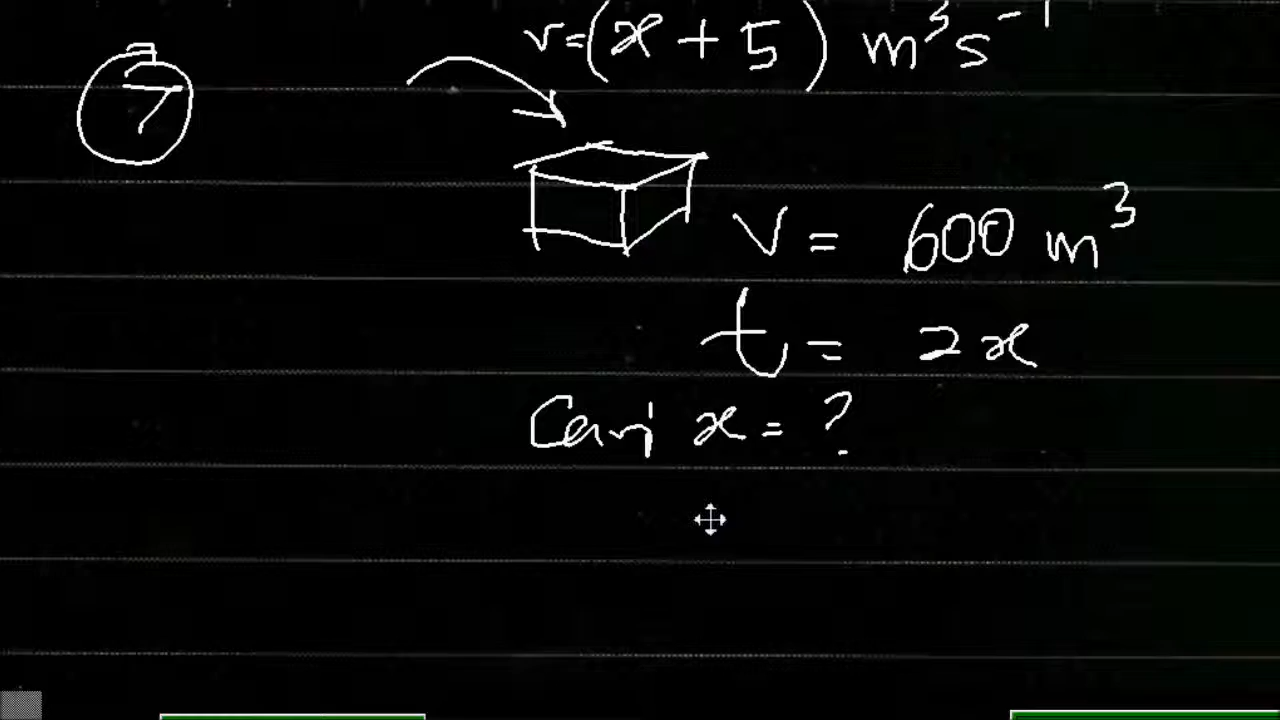 v=(x + 5) m³s⁻¹
7
V = 600 m³
t = 2x
Cari x = ?